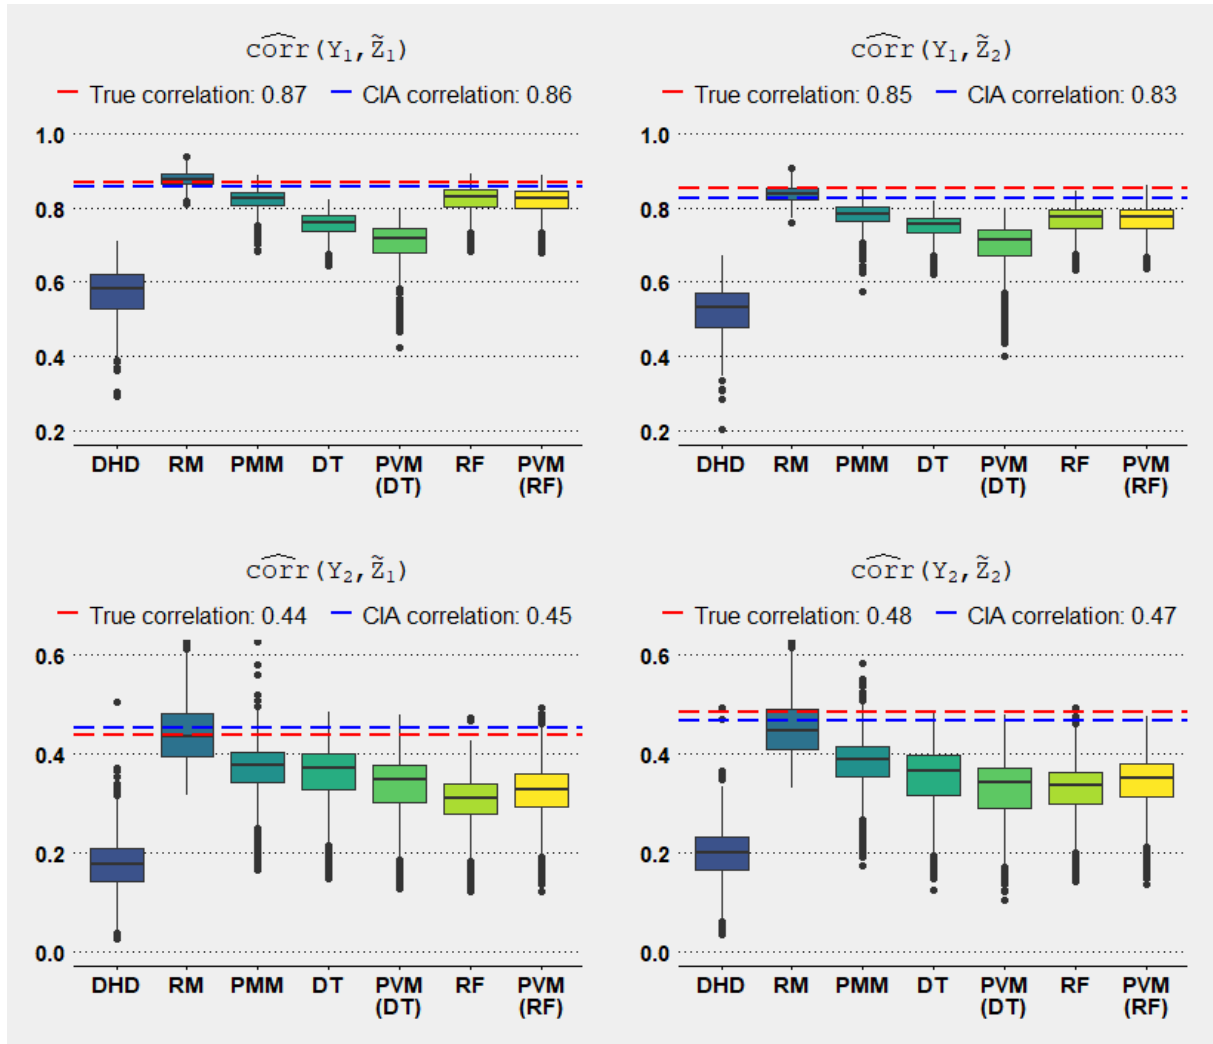 corr(Y₁, Z̃₁)
True correlation: 0.87 CIA correlation: 0.86
1.0
0.8
0.6
0.4
0.2
DHD RM PMM DT PVM (DT) RF PVM (RF)
corr(Y₁, Z̃₂)
True correlation: 0.85 CIA correlation: 0.83
1.0
0.8
0.6
0.4
0.2
DHD RM PMM DT PVM (DT) RF PVM (RF)
corr(Y₂, Z̃₁)
True correlation: 0.44 CIA correlation: 0.45
0.6
0.4
0.2
0.0
DHD RM PMM DT PVM (DT) RF PVM (RF)
corr(Y₂, Z̃₂)
True correlation: 0.48 CIA correlation: 0.47
0.6
0.4
0.2
0.0
DHD RM PMM DT PVM (DT) RF PVM (RF)